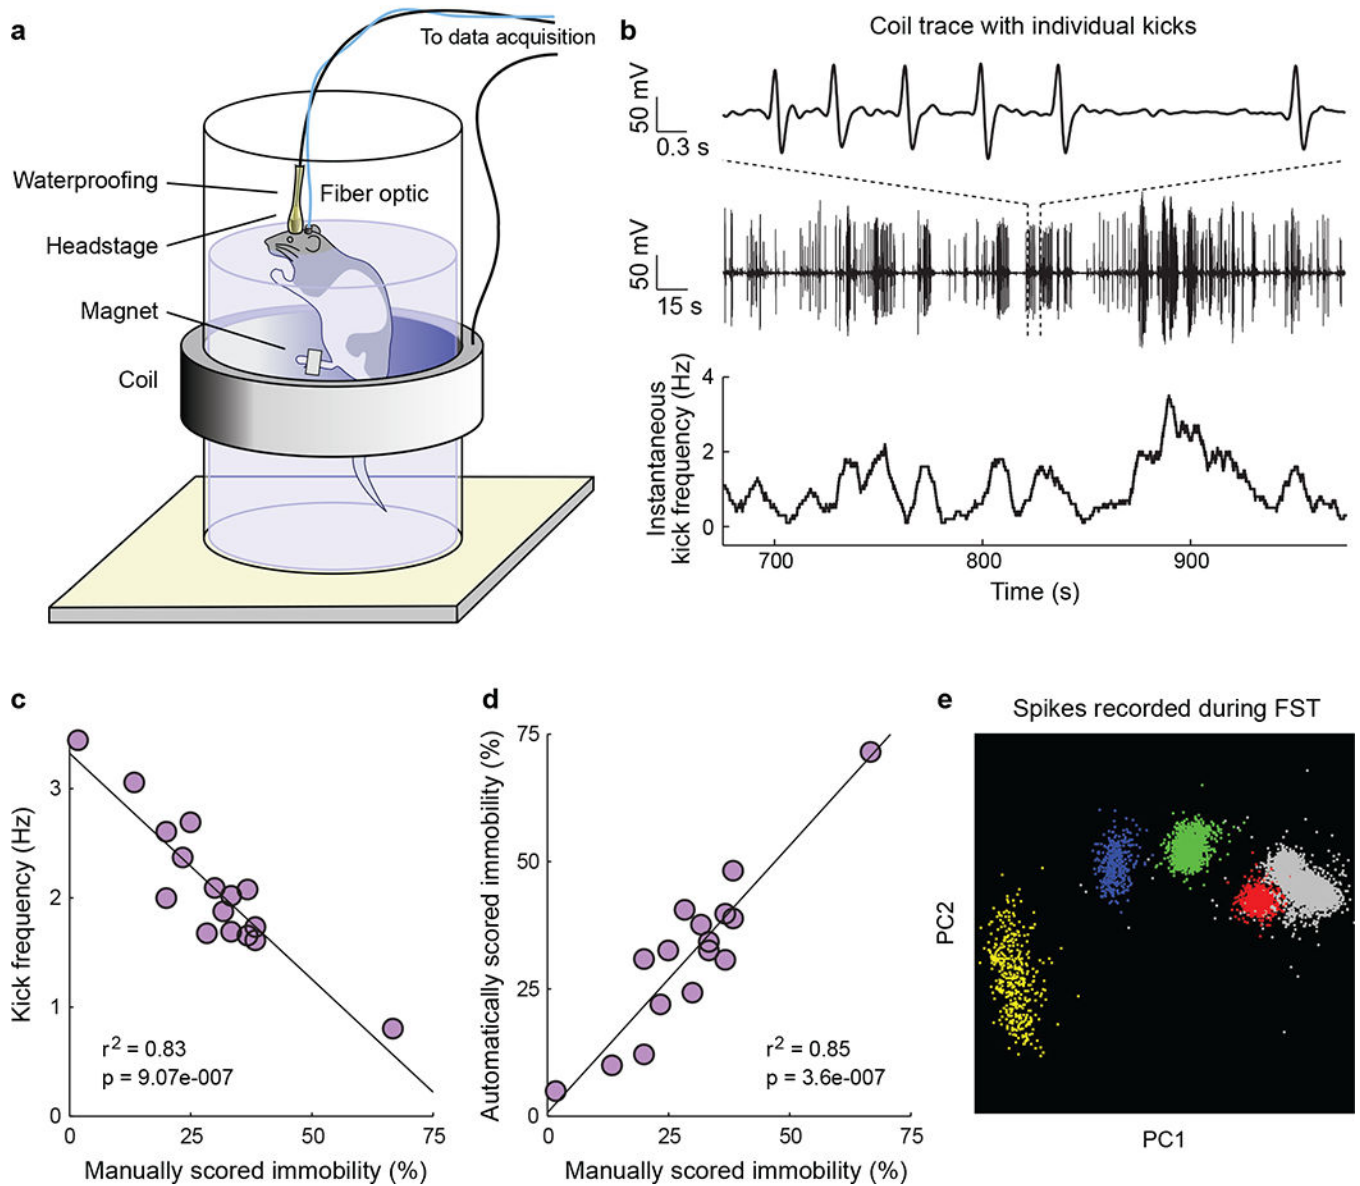 a
To data acquisition
Waterproofing
Fiber optic
Headstage
Magnet
Coil
b
Coil trace with individual kicks
50 mV
0.3 s
50 mV
15 s
Instantaneous
kick frequency (Hz)
4
2
0
700
800
900
Time (s)
c
Kick frequency (Hz)
3
2
1
0
r² = 0.83
p = 9.07e-007
0
25
50
75
Manually scored immobility (%)
d
Automatically scored immobility (%)
75
50
25
0
r² = 0.85
p = 3.6e-007
0
25
50
75
Manually scored immobility (%)
e
Spikes recorded during FST
PC2
PC1